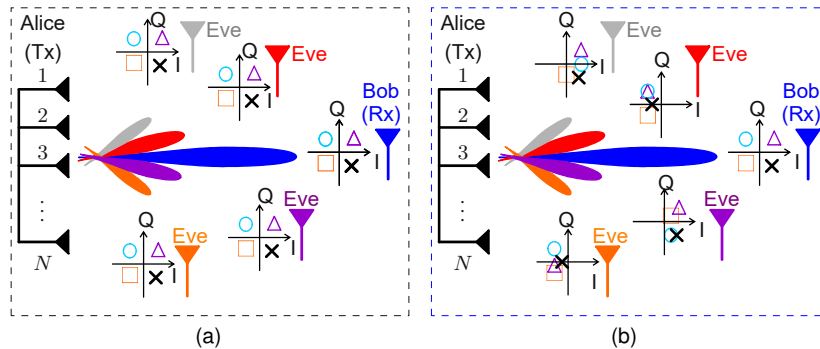 Alice
(Tx)
1
2
3
⋮
N
Q
I
Eve
Q
I
Eve
Bob
(Rx)
Q
I
Q
I
Eve
Q
I
Eve
(a)
Alice
(Tx)
1
2
3
⋮
N
Q
I
Eve
Q
I
Eve
Bob
(Rx)
Q
I
Q
I
Eve
Q
I
Eve
(b)